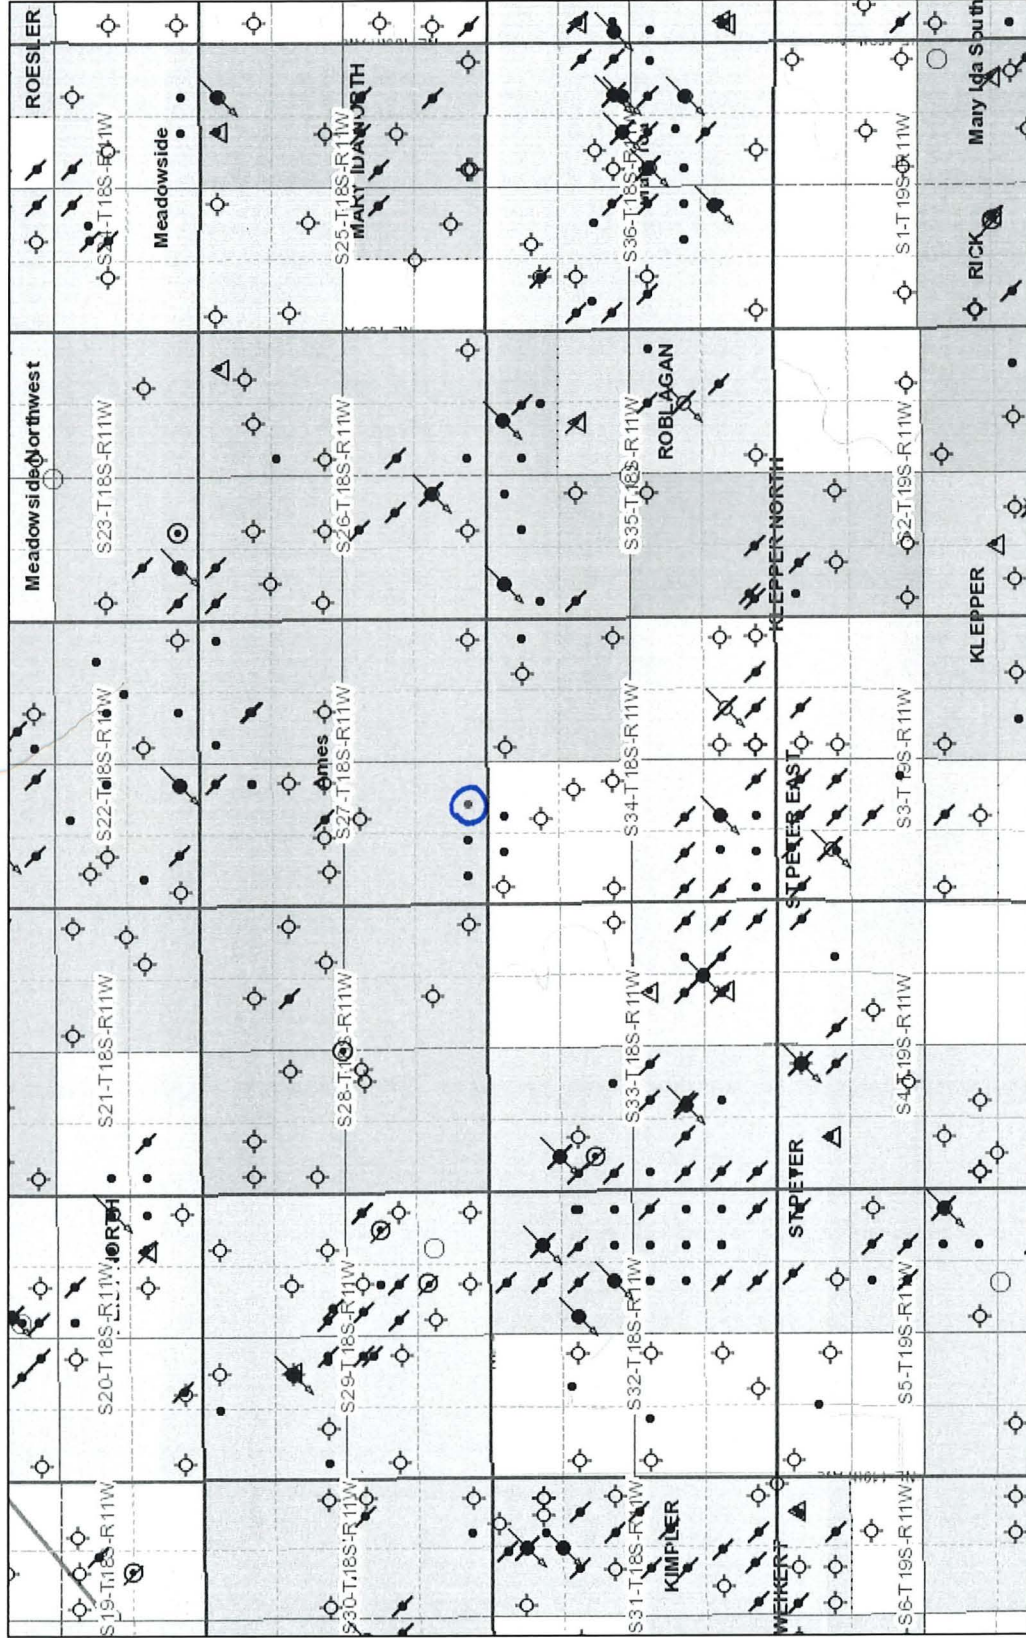 ROESLER
Meadowside
Meadowside Northwest
S24-T18S-R11W
S23-T18S-R11W
S22-T18S-R11W
S21-T18S-R11W
S20-T18S-R11W
S19-T18S-R11W
NORTH
MARY IDA NORTH
S25-T18S-R11W
S26-T18S-R11W
Ames
S27-T18S-R11W
S28-T18S-R11W
S29-T18S-R11W
S30-T18S-R11W
S36-T18S-R11W
S35-T18S-R11W
S34-T18S-R11W
S33-T18S-R11W
S32-T18S-R11W
S31-T18S-R11W
ROBLAGAN
KIMPLER
KLEPPER NORTH
ST PETER EAST
ST PETER
WEIKERT
S1-T19S-R11W
S2-T19S-R11W
S3-T19S-R11W
S4-T19S-R11W
S5-T19S-R11W
S6-T19S-R11W
Mary Ida South
RICK
KLEPPER